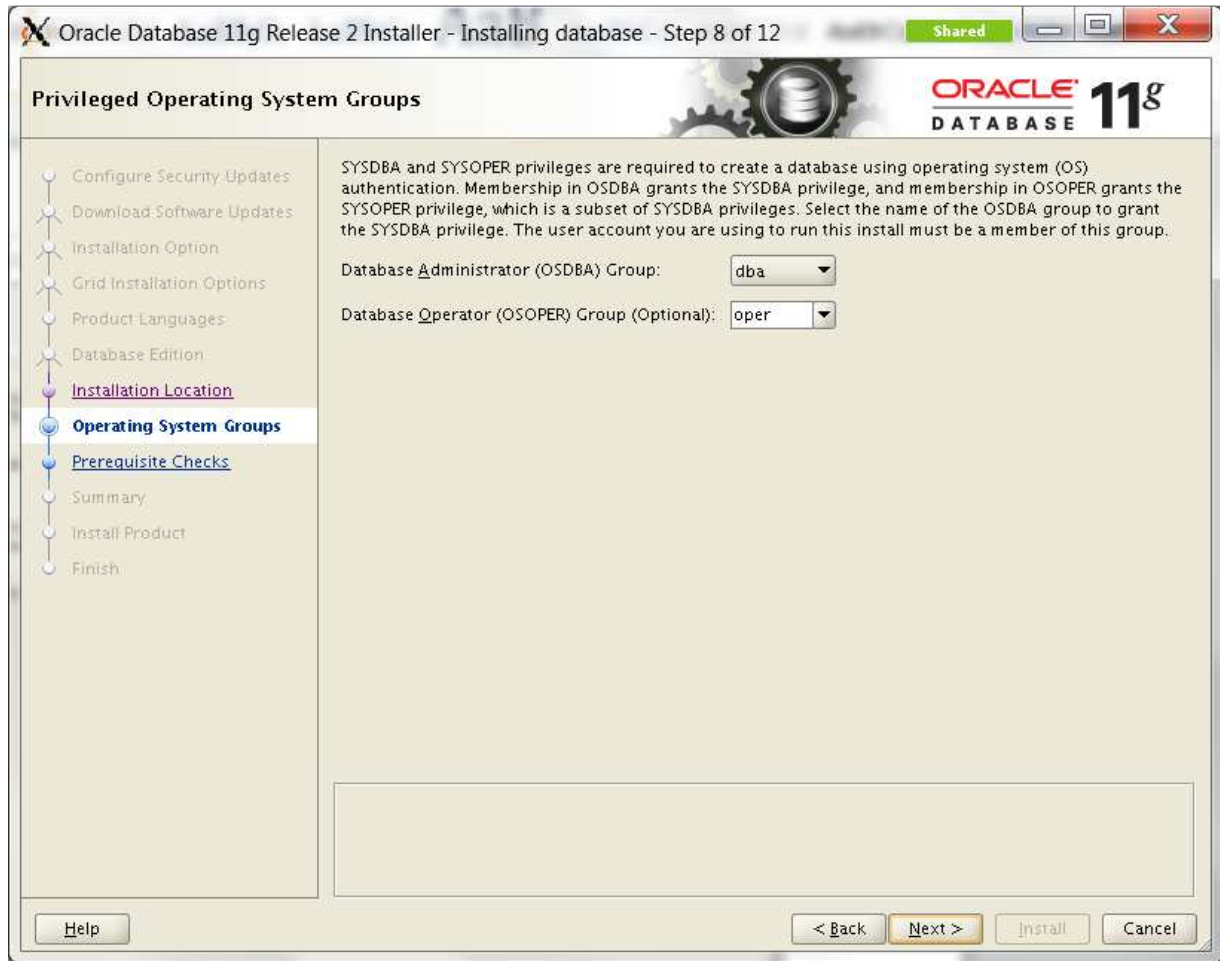 Oracle Database 11g Release 2 Installer - Installing database - Step 8 of 12
Shared
Privileged Operating System Groups
ORACLE
DATABASE
11g
Configure Security Updates
Download Software Updates
Installation Option
Grid Installation Options
Product Languages
Database Edition
Installation Location
Operating System Groups
Prerequisite Checks
Summary
Install Product
Finish
SYSDBA and SYSOPER privileges are required to create a database using operating system (OS)
authentication. Membership in OSDBA grants the SYSDBA privilege, and membership in OSOPER grants the
SYSOPER privilege, which is a subset of SYSDBA privileges. Select the name of the OSDBA group to grant
the SYSDBA privilege. The user account you are using to run this install must be a member of this group.
Database Administrator (OSDBA) Group: dba
Database Operator (OSOPER) Group (Optional): oper
Help
< Back
Next >
Install
Cancel